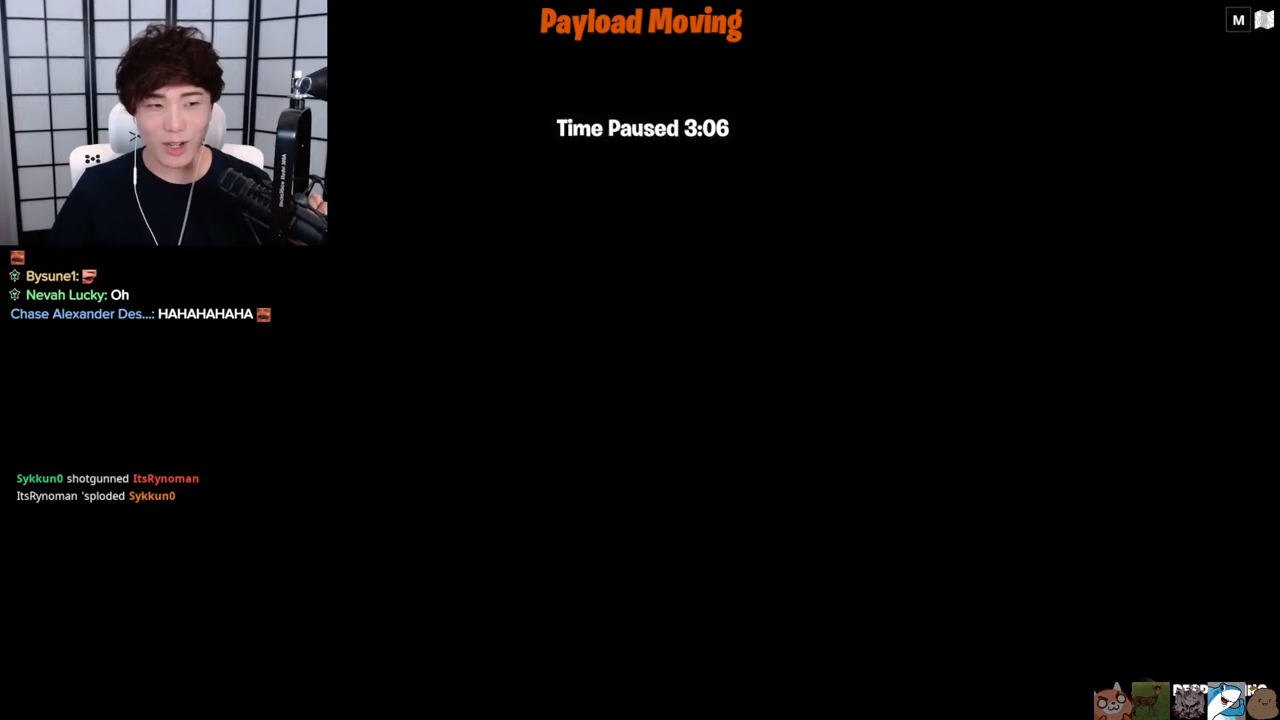 Payload Moving
M
Time Paused 3:06
Bysune1:
Nevah Lucky: Oh
Chase Alexander Des...: HAHAHAHAHA
Sykkun0 shotgunned ItsRynoman
ItsRynoman 'sploded Sykkun0